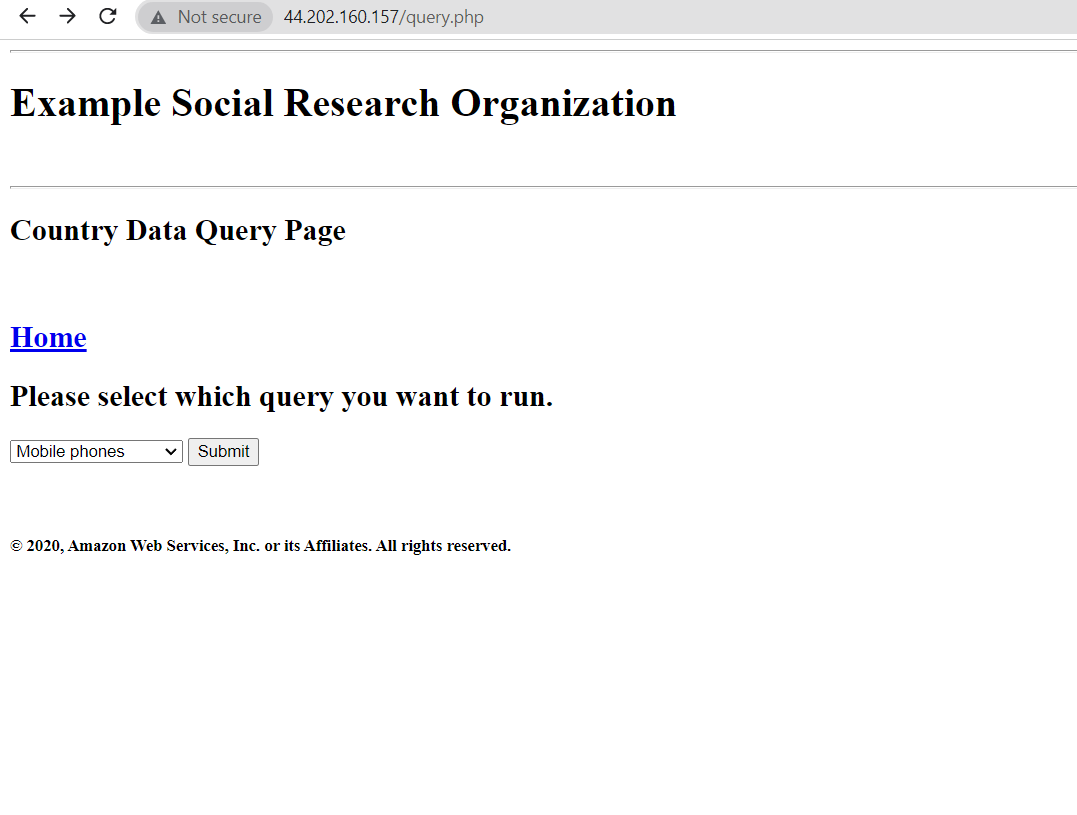 Not secure 44.202.160.157/query.php
Example Social Research Organization
Country Data Query Page
Home
Please select which query you want to run.
Mobile phones Submit
© 2020, Amazon Web Services, Inc. or its Affiliates. All rights reserved.